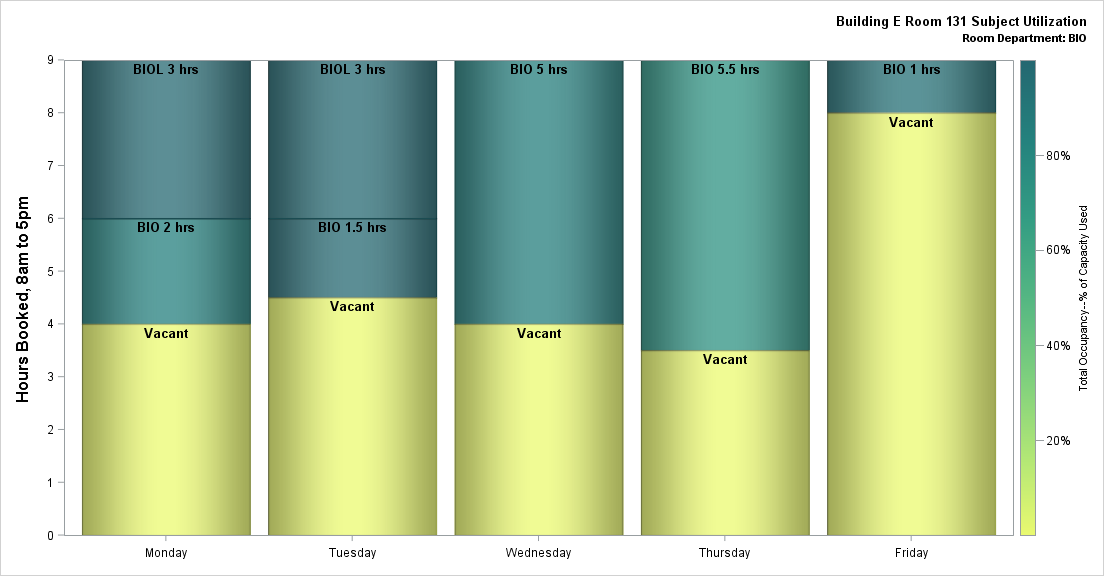 Building E Room 131 Subject Utilization
Room Department: BIO
Hours Booked, 8am to 5pm
9
8
7
6
5
4
3
2
1
0
BIOL 3 hrs
BIO 2 hrs
Vacant
BIOL 3 hrs
BIO 1.5 hrs
Vacant
BIO 5 hrs
Vacant
BIO 5.5 hrs
Vacant
BIO 1 hrs
Vacant
Monday
Tuesday
Wednesday
Thursday
Friday
80%
60%
40%
20%
Total Occupancy--% of Capacity Used